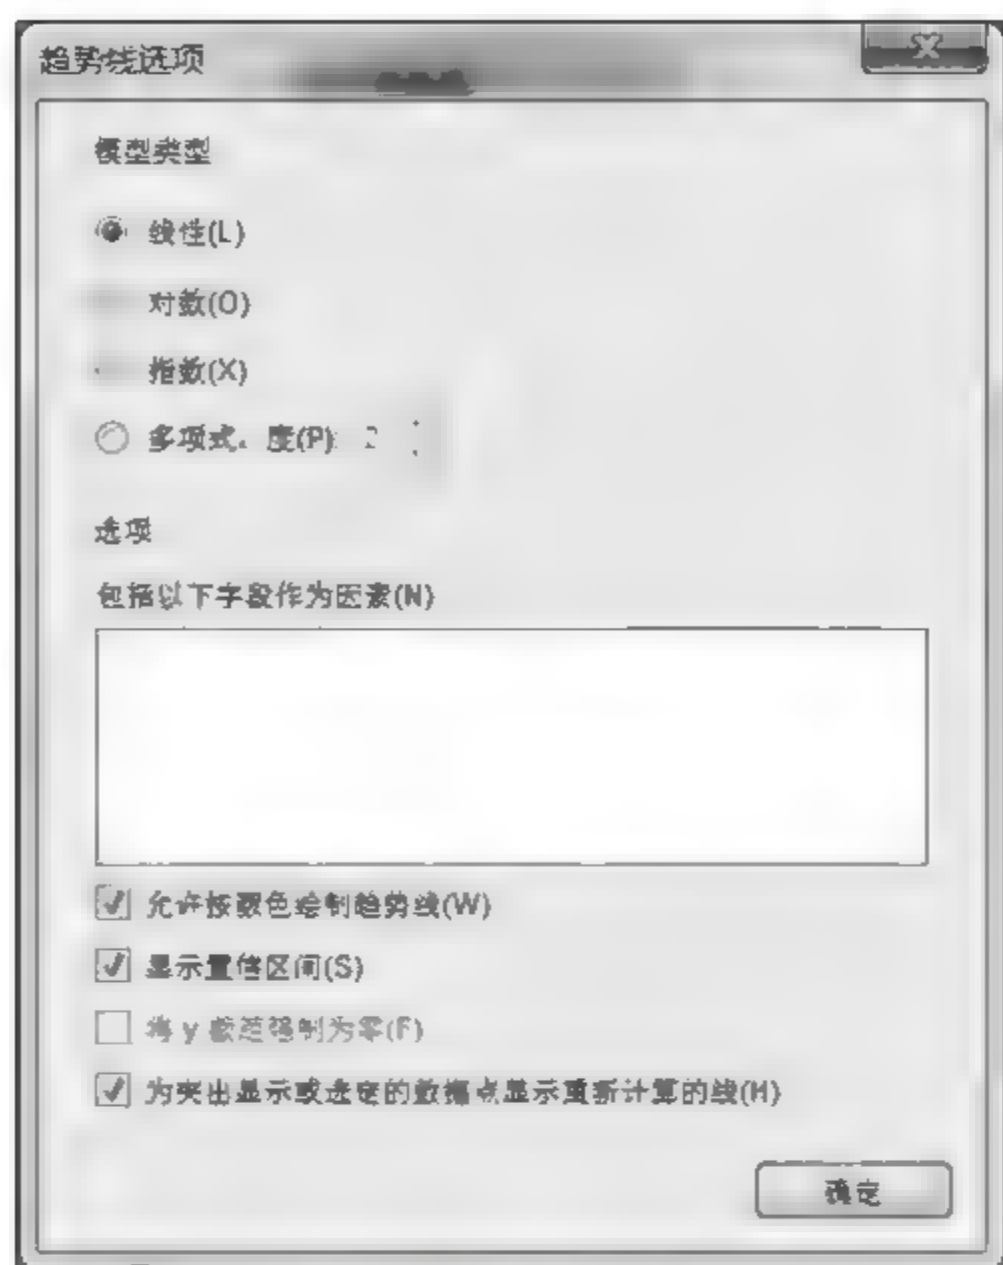 趋势线选项
模型类型
线性(L)
对数(O)
指数(X)
多项式，度(P): 2
选项
包括以下字段作为因素(N)
允许按颜色绘制趋势线(W)
显示置信区间(S)
将 y 截距强制为零(F)
为突出显示或选定的数据点显示重新计算的线(H)
确定